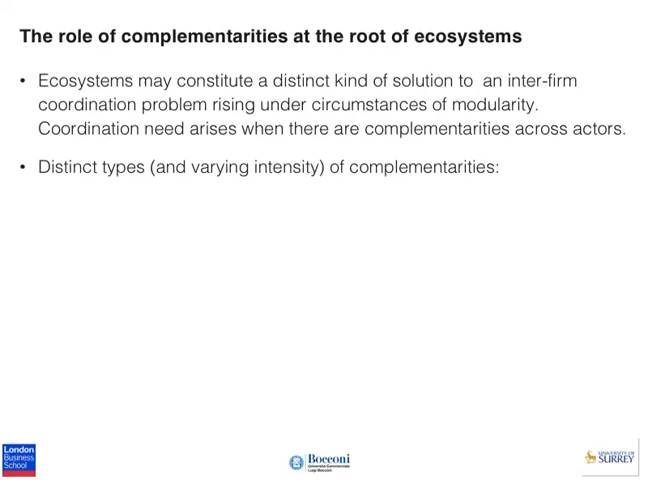 The role of complementarities at the root of ecosystems
• Ecosystems may constitute a distinct kind of solution to an inter-firm
coordination problem rising under circumstances of modularity.
Coordination need arises when there are complementarities across actors.
• Distinct types (and varying intensity) of complementarities:
London
Business
School
Bocconi
Università Commerciale
Luigi Bocconi
UNIVERSITY OF
SURREY